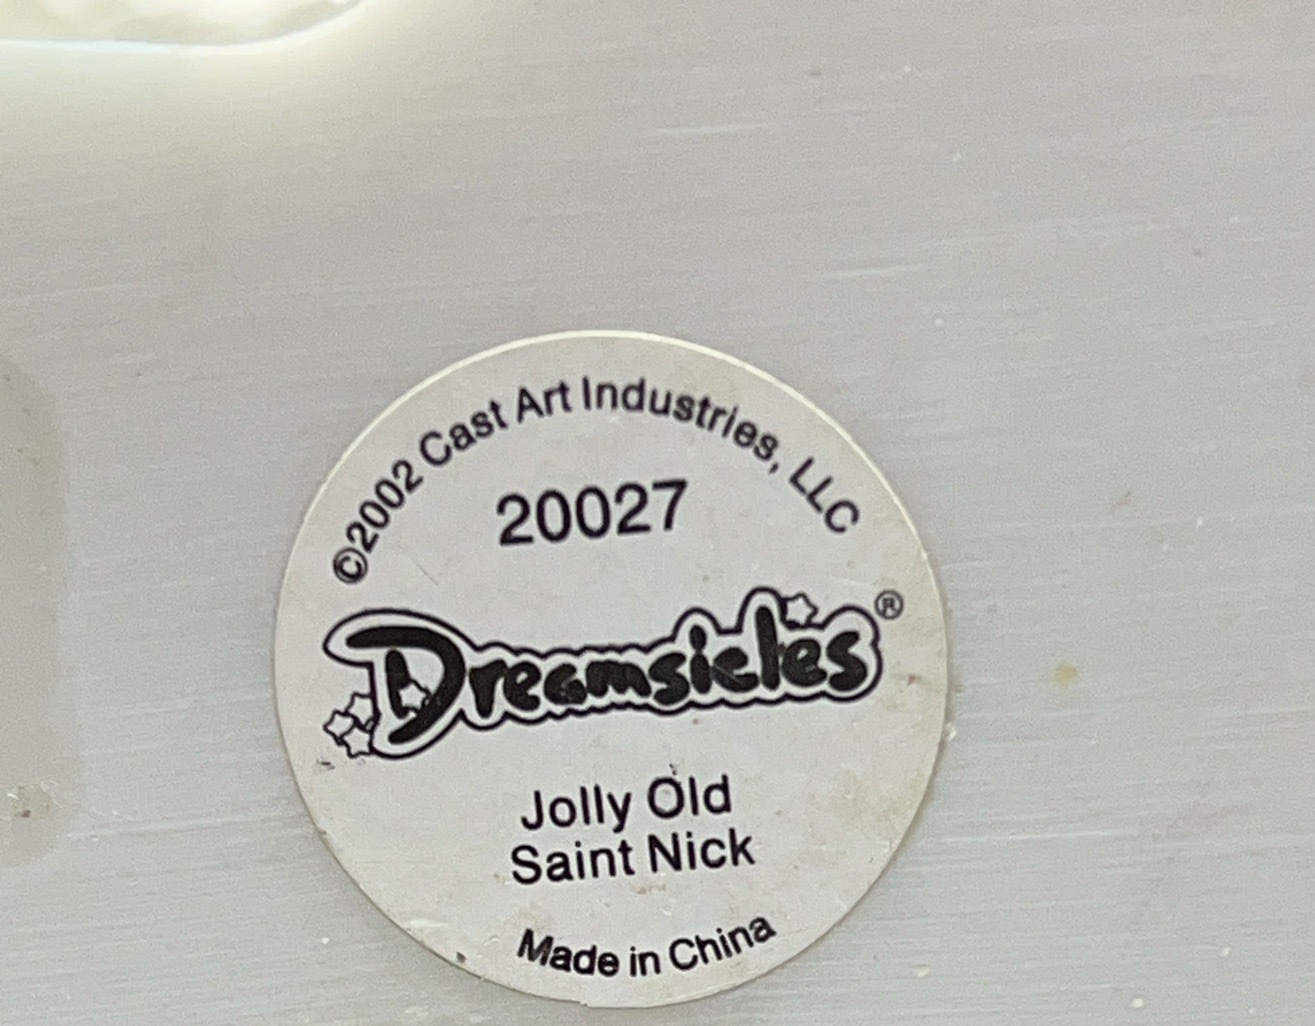 ©2002 Cast Art Industries, LLC
20027
Dreamsicles®
Jolly Old
Saint Nick
Made in China